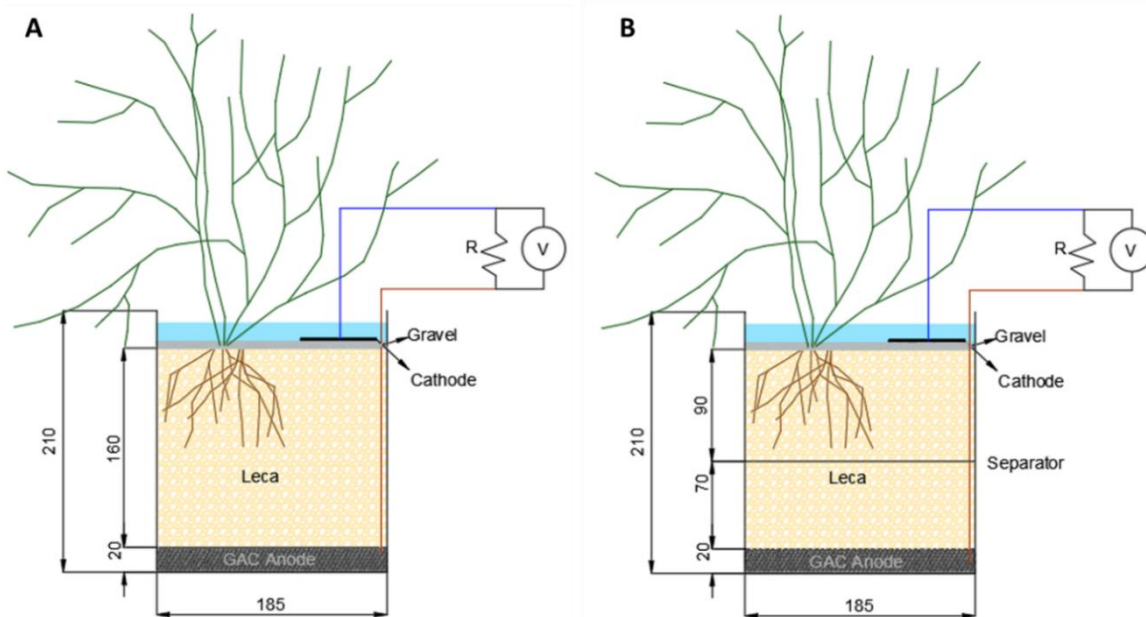 A
R
V
Gravel
Cathode
210
160
Leca
20
GAC Anode
185
B
R
V
Gravel
Cathode
210
90
Separator
70
Leca
20
GAC Anode
185